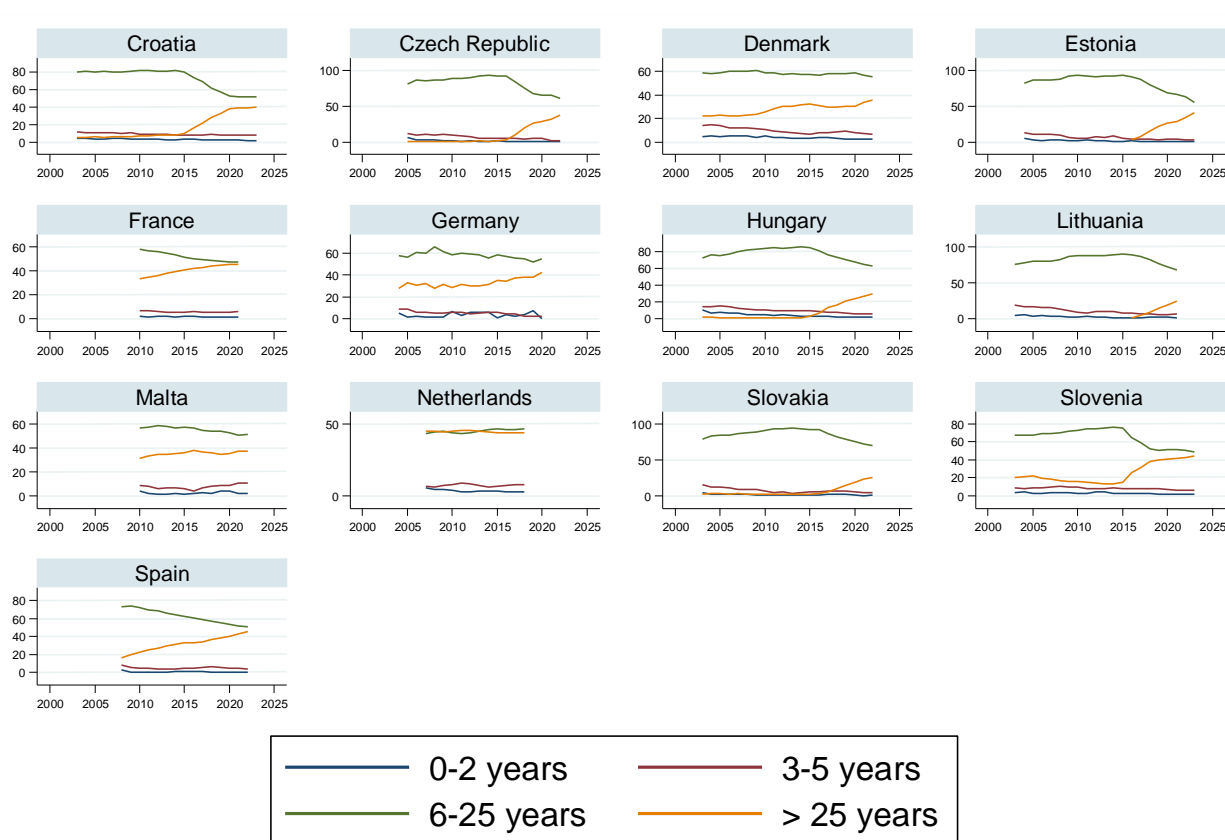 Croatia Czech Republic Denmark Estonia
80 100 60 100
60
40 50 40 50
20 20
0 0 0 0
2000 2005 2010 2015 2020 2025 2000 2005 2010 2015 2020 2025 2000 2005 2010 2015 2020 2025 2000 2005 2010 2015 2020 2025
France Germany Hungary Lithuania
60 60 80 100
60
40 40 40 50
20 20 20
0 0 0 0
2000 2005 2010 2015 2020 2025 2000 2005 2010 2015 2020 2025 2000 2005 2010 2015 2020 2025 2000 2005 2010 2015 2020 2025
Malta Netherlands Slovakia Slovenia
60 50 100 80
60
40 50 40
20 20
0 0 0 0
2000 2005 2010 2015 2020 2025 2000 2005 2010 2015 2020 2025 2000 2005 2010 2015 2020 2025 2000 2005 2010 2015 2020 2025
Spain
80
60
40
20
0
2000 2005 2010 2015 2020 2025
0-2 years 3-5 years
6-25 years > 25 years